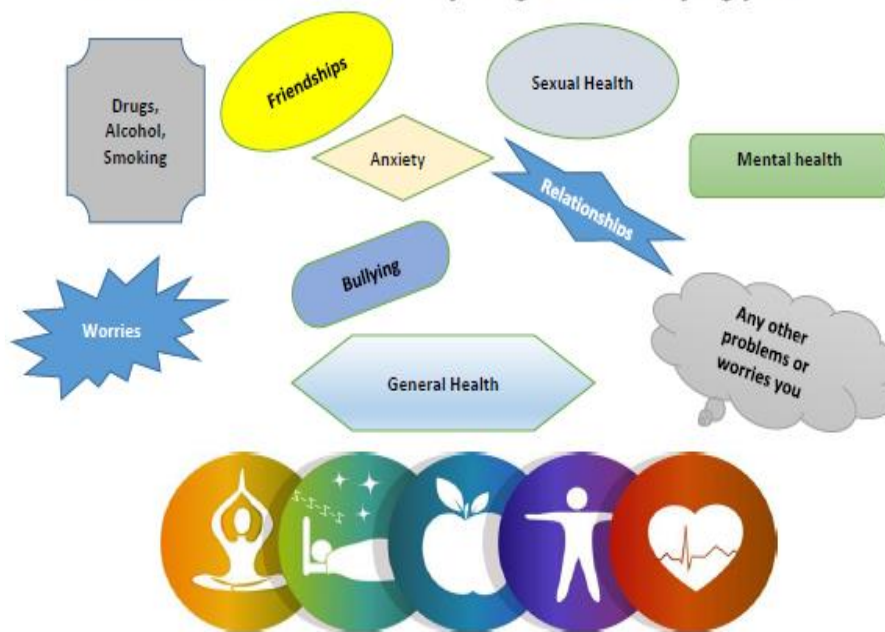 Friendships
Sexual Health
Drugs,
Alcohol,
Smoking
Anxiety
Mental health
Relationships
Bullying
Worries
Any other
problems or
worries you
General Health